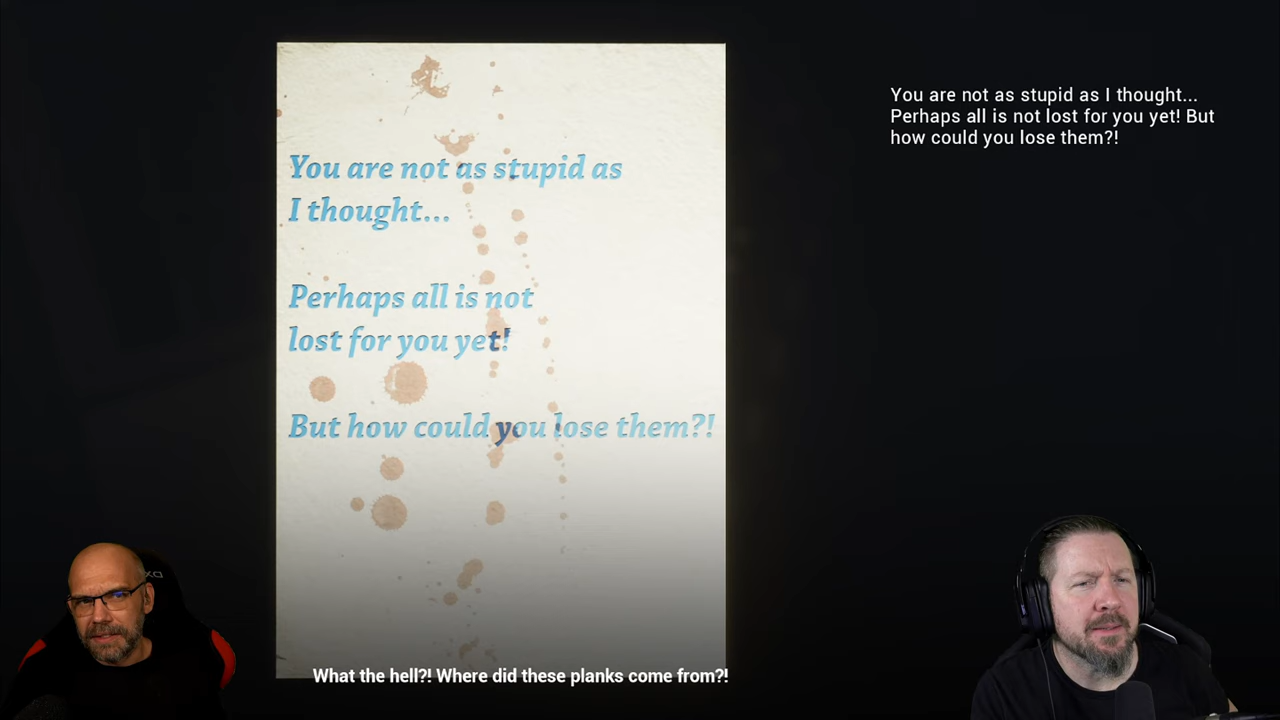 You are not as stupid as
I thought...
Perhaps all is not
lost for you yet!
But how could you lose them?!
You are not as stupid as I thought...
Perhaps all is not lost for you yet! But
how could you lose them?!
What the hell?! Where did these planks come from?!